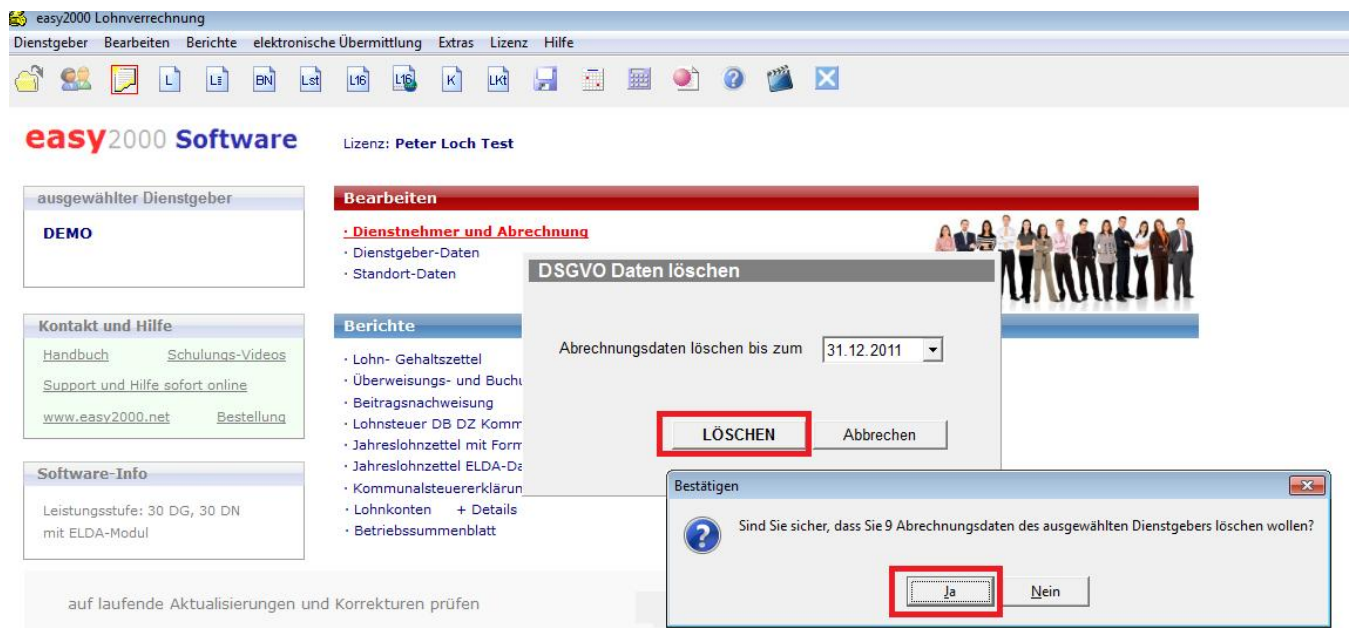 easy2000 Lohnverrechnung
Dienstgeber Bearbeiten Berichte elektronische Übermittlung Extras Lizenz Hilfe
L L BN Lst L16 L16 K LKt
easy2000 Software
Lizenz: Peter Loch Test
ausgewählter Dienstgeber
DEMO
Bearbeiten
· Dienstnehmer und Abrechnung
· Dienstgeber-Daten
· Standort-Daten
Kontakt und Hilfe
Handbuch Schulungs-Videos
Support und Hilfe sofort online
www.easy2000.net Bestellung
Berichte
· Lohn- Gehaltszettel
· Überweisungs- und Buchu
· Beitragsnachweisung
· Lohnsteuer DB DZ Komm
· Jahreslohnzettel mit Form
· Jahreslohnzettel ELDA-Da
· Kommunalsteuererklärun
· Lohnkonten + Details
· Betriebssummenblatt
Software-Info
Leistungsstufe: 30 DG, 30 DN
mit ELDA-Modul
auf laufende Aktualisierungen und Korrekturen prüfen
DSGVO Daten löschen
Abrechnungsdaten löschen bis zum 31.12.2011
LÖSCHEN Abbrechen
Bestätigen
Sind Sie sicher, dass Sie 9 Abrechnungsdaten des ausgewählten Dienstgebers löschen wollen?
Ja Nein